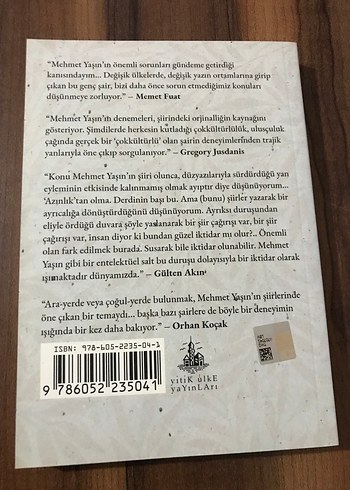 “Mehmet Yaşın’ın önemli sorunları gündeme getirdiği
kanısındayım... Değişik ülkelerde, değişik yazın ortamlarına girip
çıkan bu genç şair, bizi daha önce sorun etmediğimiz konuları
düşünmeye zorluyor.” – Memet Fuat
“Mehmet Yaşın’ın denemeleri, şiirindeki orjinalliğin kaynağını
gösteriyor. Şimdilerde herkesin kutladığı çokkültürlülük, ulusçuluk
çağında gerçek bir ‘çokkültürlü’ olan şairin deneyimlerinden trajik
yanlarıyla öne çıkıp sorgulanıyor.” – Gregory Jusdanis
“Konu Mehmet Yaşın’ın şiiri olunca, düzyazılarıyla sürdürdüğü yan
eyleminin etkisinde kalınmamış olmak ayıptır diye düşünüyorum...
‘Azınlık’tan olma. Derdinin başı bu. Ama (bunu) şiirler yazarak bir
ayrıcalığa dönüştürdüğünü düşünüyorum. Ayrıksı duruşundan
eliyle ördüğü duvara şöyle yaslanarak bir şiir çağırışı var, bir şiir
çağırışı var, insan diyor ki bundan güzel iktidar mı olur?.. Önemli
olan fark edilmek burada. Susarak bile iktidar olunabilir. Mehmet
Yaşın gibi bir entelektüel salt bu duruşu dolayısıyla bir iktidar olarak
ışımaktadır dünyamızda.” – Gülten Akın
“Ara-yerde veya çoğul-yerde bulunmak, Mehmet Yaşın’ın şiirlerinde
öne çıkan bir temaydı... başka bazı şairlere de böyle bir deneyimin
ışığında bir kez daha bakıyor.” – Orhan Koçak
ISBN: 978-605-2235-04-1
9 786052 235041
yitik ülkE
yaYınLArı